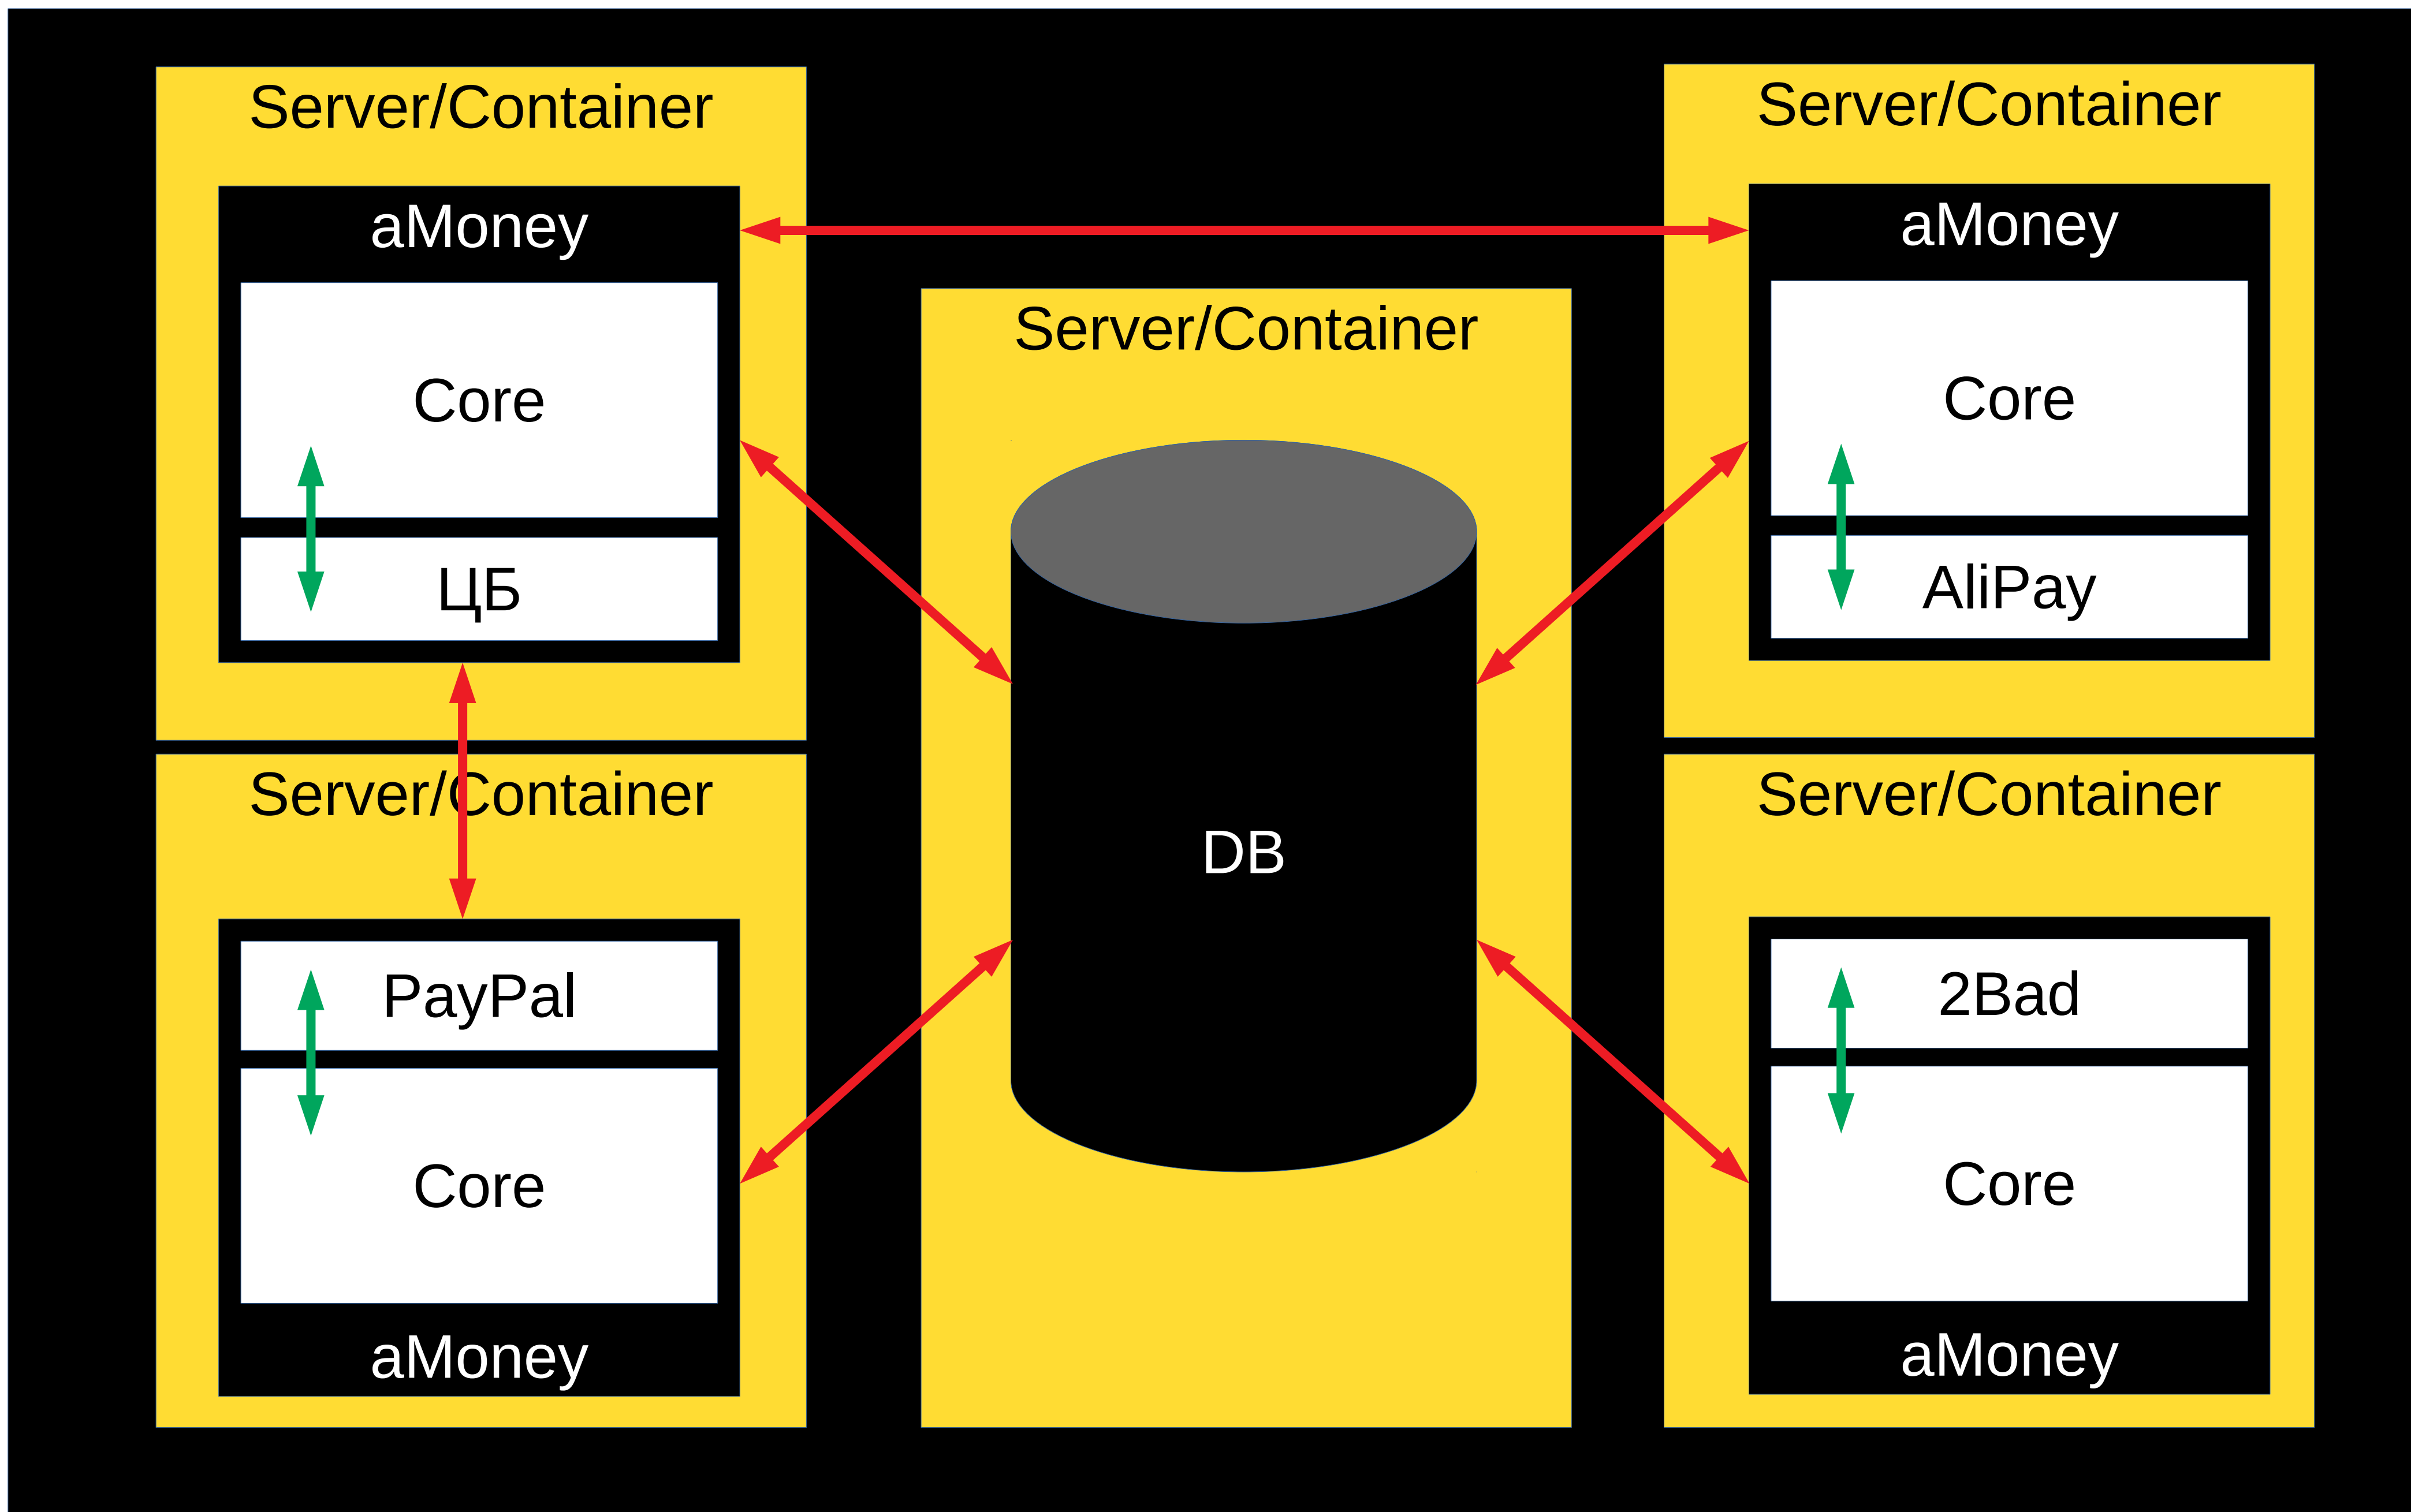 Server/Container
aMoney
Core
ЦБ
Server/Container
PayPal
Core
aMoney
Server/Container
DB
Server/Container
aMoney
Core
AliPay
Server/Container
2Bad
Core
aMoney